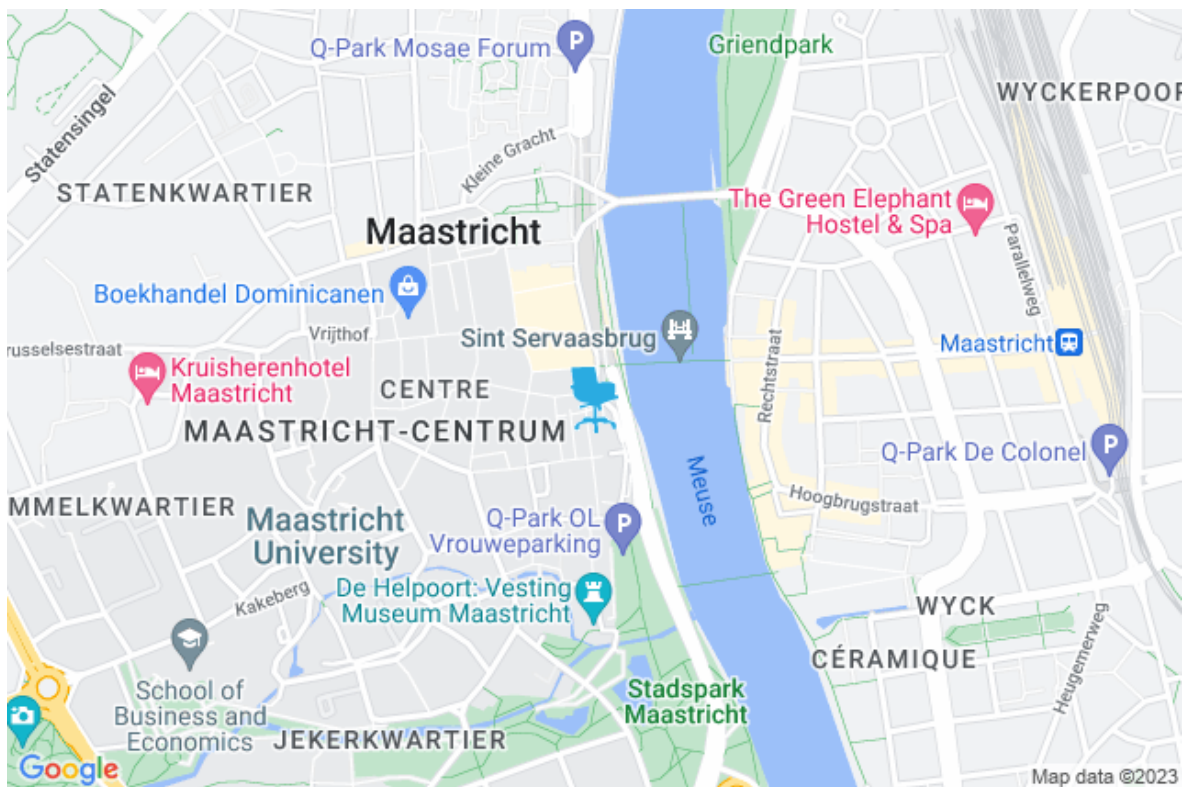 Q-Park Mosae Forum
Griendpark
WYCKERPOOR
Statensingel
Kleine Gracht
STATENKWARTIER
The Green Elephant
Hostel & Spa
Maastricht
Parallelweg
Boekhandel Dominicanen
Vrijthof
Sint Servaasbrug
Maastricht
russelsestraat
Rechtstraat
Kruisherenhotel
Maastricht
CENTRE
MAASTRICHT-CENTRUM
Q-Park De Colonel
Meuse
MMELKWARTIER
Hoogbrugstraat
Maastricht
University
Q-Park OL
Vrouweparking
De Helpoort: Vesting
Museum Maastricht
Kakeberg
WYCK
CÉRAMIQUE
Heugemerweg
School of
Business and
Economics
Stadspark
Maastricht
JEKERKWARTIER
Google
Map data ©2023